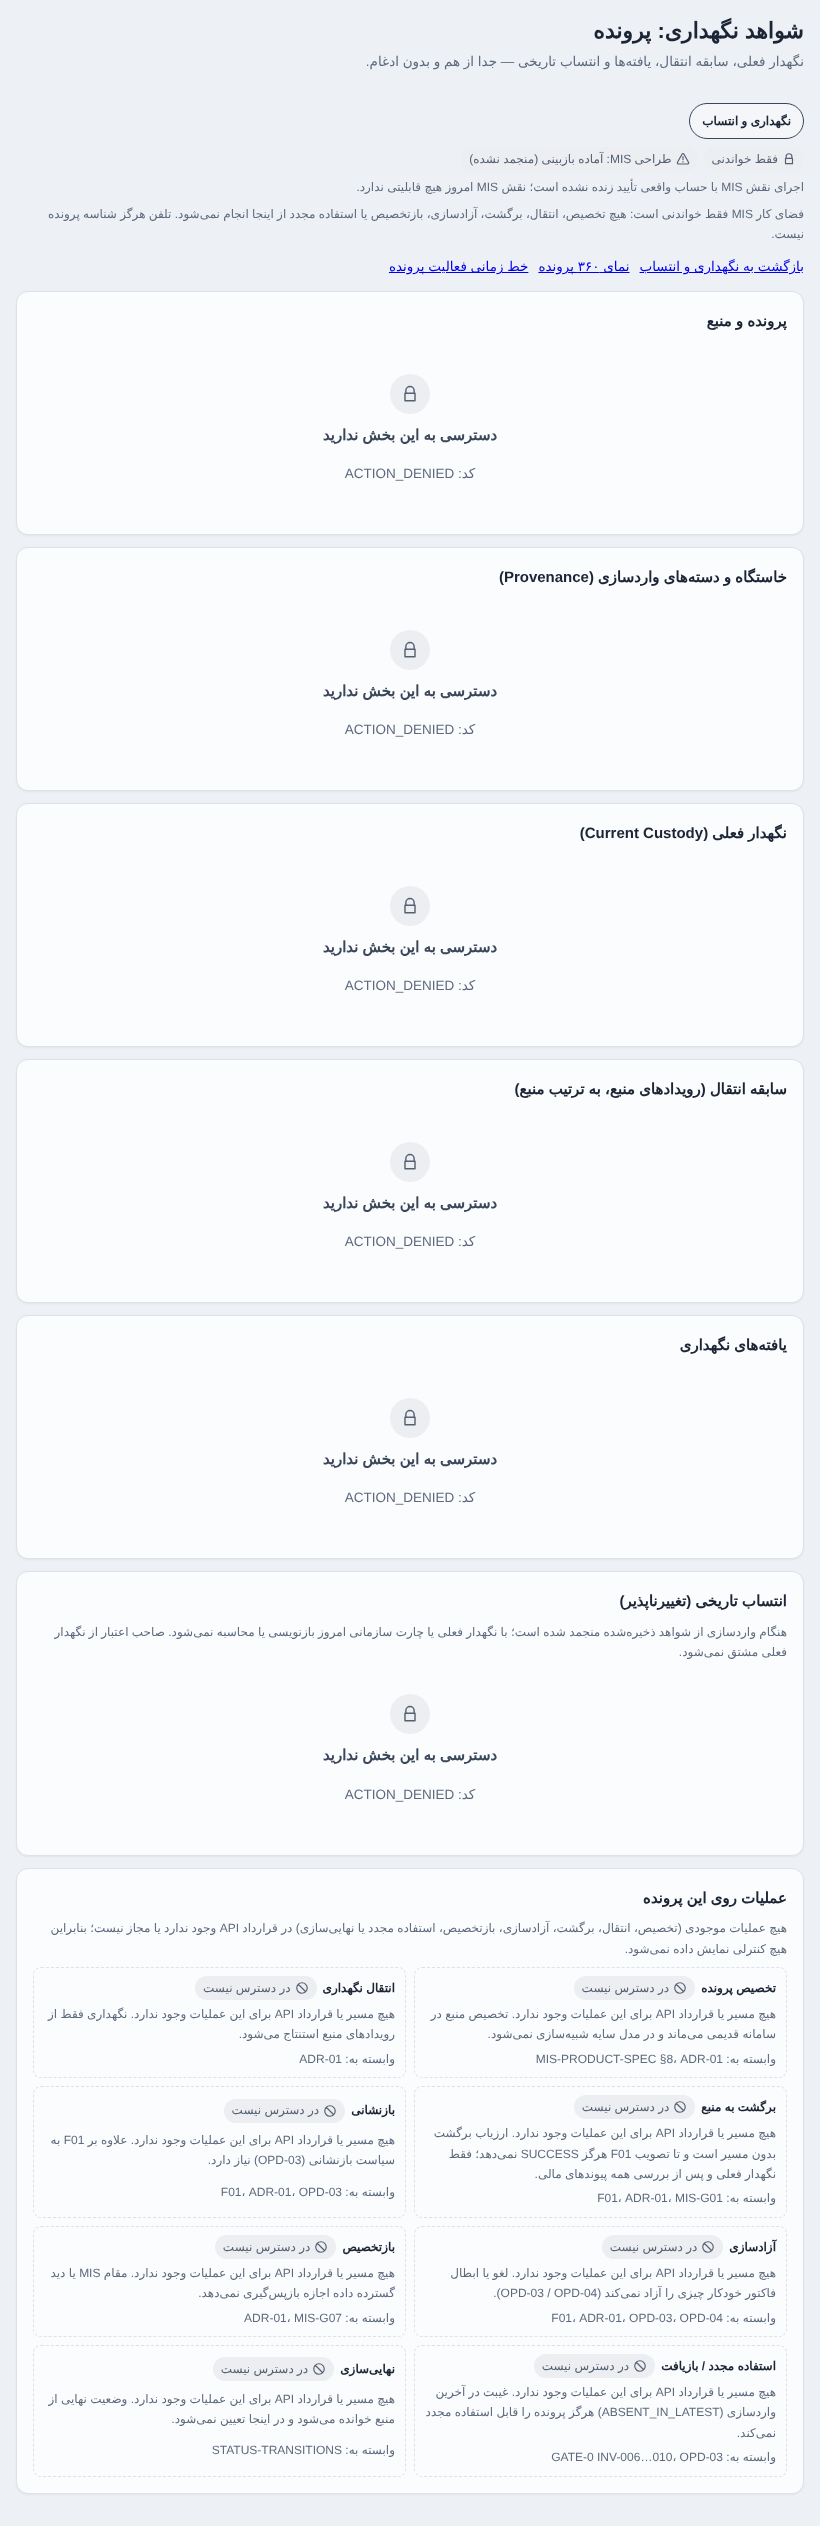 شواهد نگهداری: پرونده
نگهدار فعلی، سابقه انتقال، یافته‌ها و انتساب تاریخی — جدا از هم و بدون ادغام.
نگهداری و انتساب
فقط خواندنی
طراحی MIS: آماده بازبینی (منجمد نشده)
اجرای نقش MIS با حساب واقعی تأیید زنده نشده است؛ نقش MIS امروز هیچ قابلیتی ندارد.
فضای کار MIS فقط خواندنی است: هیچ تخصیص، انتقال، برگشت، آزادسازی، بازتخصیص یا استفاده مجدد از اینجا انجام نمی‌شود. تلفن هرگز شناسه پرونده
نیست.
بازگشت به نگهداری و انتساب نمای ۳۶۰ پرونده خط زمانی فعالیت پرونده
پرونده و منبع
دسترسی به این بخش ندارید
کد: ACTION_DENIED
خاستگاه و دسته‌های واردسازی (Provenance)
دسترسی به این بخش ندارید
کد: ACTION_DENIED
نگهدار فعلی (Current Custody)
دسترسی به این بخش ندارید
کد: ACTION_DENIED
سابقه انتقال (رویدادهای منبع، به ترتیب منبع)
دسترسی به این بخش ندارید
کد: ACTION_DENIED
یافته‌های نگهداری
دسترسی به این بخش ندارید
کد: ACTION_DENIED
انتساب تاریخی (تغییرناپذیر)
هنگام واردسازی از شواهد ذخیره‌شده منجمد شده است؛ با نگهدار فعلی یا چارت سازمانی امروز بازنویسی یا محاسبه نمی‌شود. صاحب اعتبار از نگهدار
فعلی مشتق نمی‌شود.
دسترسی به این بخش ندارید
کد: ACTION_DENIED
عملیات روی این پرونده
هیچ عملیات موجودی (تخصیص، انتقال، برگشت، آزادسازی، بازتخصیص، استفاده مجدد یا نهایی‌سازی) در قرارداد API وجود ندارد یا مجاز نیست؛ بنابراین
هیچ کنترلی نمایش داده نمی‌شود.
تخصیص پرونده در دسترس نیست
هیچ مسیر یا قرارداد API برای این عملیات وجود ندارد. تخصیص منبع در
سامانه قدیمی می‌ماند و در مدل سایه شبیه‌سازی نمی‌شود.
وابسته به: MIS-PRODUCT-SPEC §8، ADR-01
انتقال نگهداری در دسترس نیست
هیچ مسیر یا قرارداد API برای این عملیات وجود ندارد. نگهداری فقط از
رویدادهای منبع استنتاج می‌شود.
وابسته به: ADR-01
برگشت به منبع در دسترس نیست
هیچ مسیر یا قرارداد API برای این عملیات وجود ندارد. ارزیاب برگشت
بدون مسیر است و تا تصویب F01 هرگز SUCCESS نمی‌دهد؛ فقط
نگهدار فعلی و پس از بررسی همه پیوندهای مالی.
وابسته به: F01، ADR-01، MIS-G01
بازنشانی در دسترس نیست
هیچ مسیر یا قرارداد API برای این عملیات وجود ندارد. علاوه بر F01 به
سیاست بازنشانی (OPD-03) نیاز دارد.
وابسته به: F01، ADR-01، OPD-03
آزادسازی در دسترس نیست
هیچ مسیر یا قرارداد API برای این عملیات وجود ندارد. لغو یا ابطال
فاکتور خودکار چیزی را آزاد نمی‌کند (OPD-03 / OPD-04).
وابسته به: F01، ADR-01، OPD-03، OPD-04
بازتخصیص در دسترس نیست
هیچ مسیر یا قرارداد API برای این عملیات وجود ندارد. مقام MIS یا دید
گسترده داده اجازه بازپس‌گیری نمی‌دهد.
وابسته به: ADR-01، MIS-G07
استفاده مجدد / بازیافت در دسترس نیست
هیچ مسیر یا قرارداد API برای این عملیات وجود ندارد. غیبت در آخرین
واردسازی (ABSENT_IN_LATEST) هرگز پرونده را قابل استفاده مجدد
نمی‌کند.
وابسته به: GATE-0 INV-006…010، OPD-03
نهایی‌سازی در دسترس نیست
هیچ مسیر یا قرارداد API برای این عملیات وجود ندارد. وضعیت نهایی از
منبع خوانده می‌شود و در اینجا تعیین نمی‌شود.
وابسته به: STATUS-TRANSITIONS